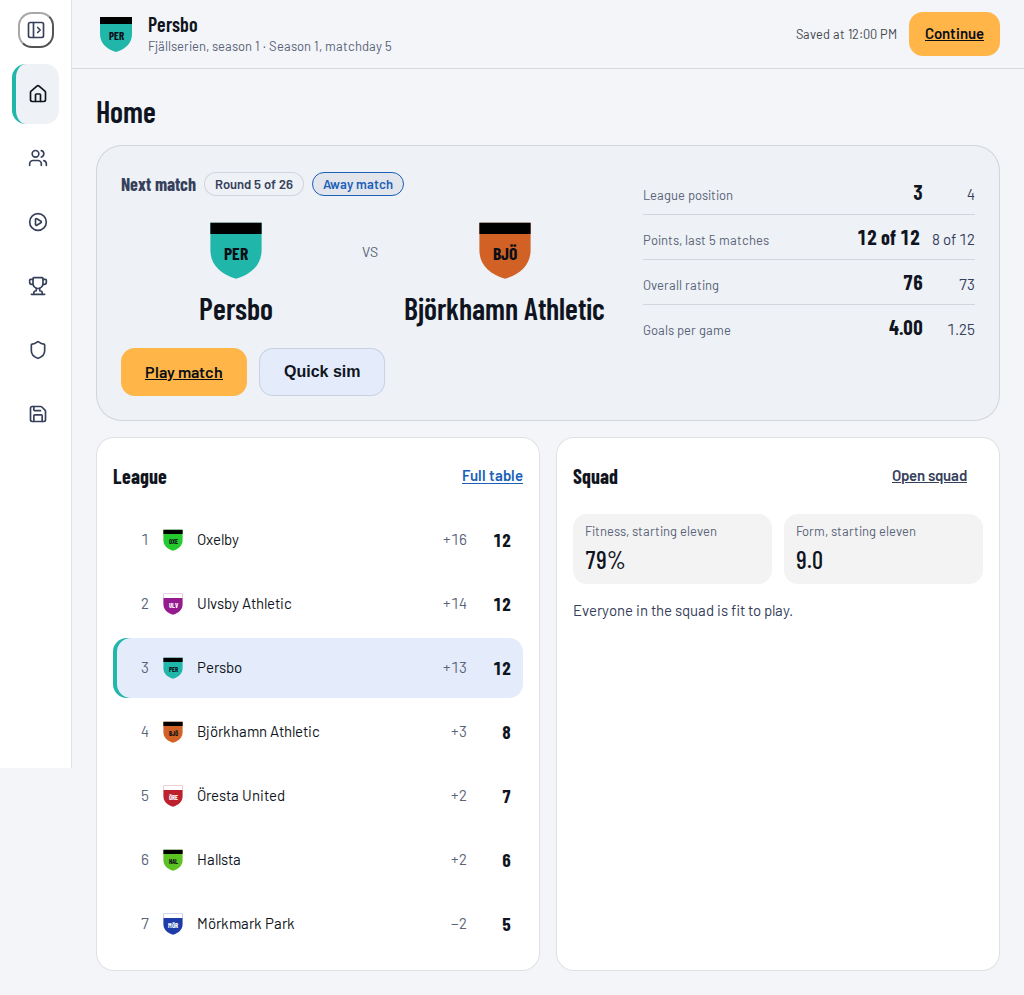 PER
Persbo
Fjällserien, season 1 · Season 1, matchday 5
Saved at 12:00 PM
Continue
Home
Next match
Round 5 of 26
Away match
PER
VS
BJÖ
Persbo
Björkhamn Athletic
Play match
Quick sim
League position 3 4
Points, last 5 matches 12 of 12 8 of 12
Overall rating 76 73
Goals per game 4.00 1.25
League
Full table
1 OXE Oxelby +16 12
2 ULV Ulvsby Athletic +14 12
3 PER Persbo +13 12
4 BJÖ Björkhamn Athletic +3 8
5 ÖRE Öresta United +2 7
6 HAL Hallsta +2 6
7 MÖR Mörkmark Park −2 5
Squad
Open squad
Fitness, starting eleven
79%
Form, starting eleven
9.0
Everyone in the squad is fit to play.